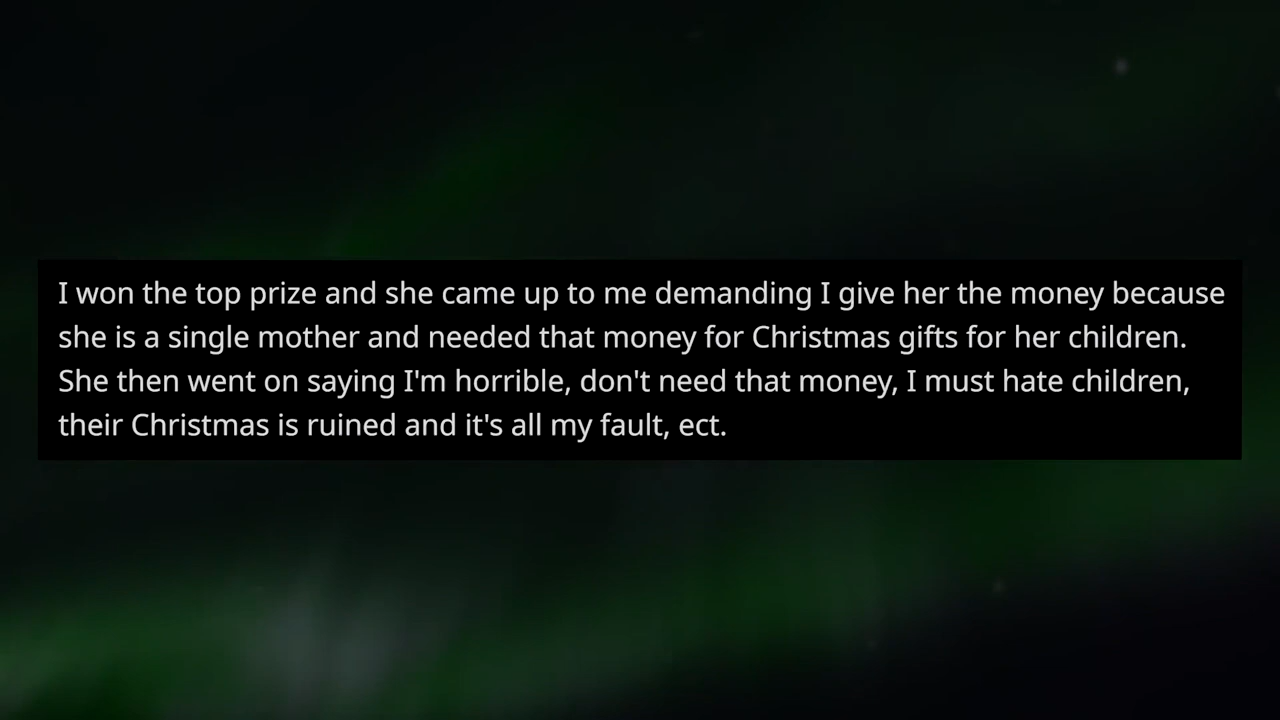 I won the top prize and she came up to me demanding I give her the money because
she is a single mother and needed that money for Christmas gifts for her children.
She then went on saying I'm horrible, don't need that money, I must hate children,
their Christmas is ruined and it's all my fault, ect.